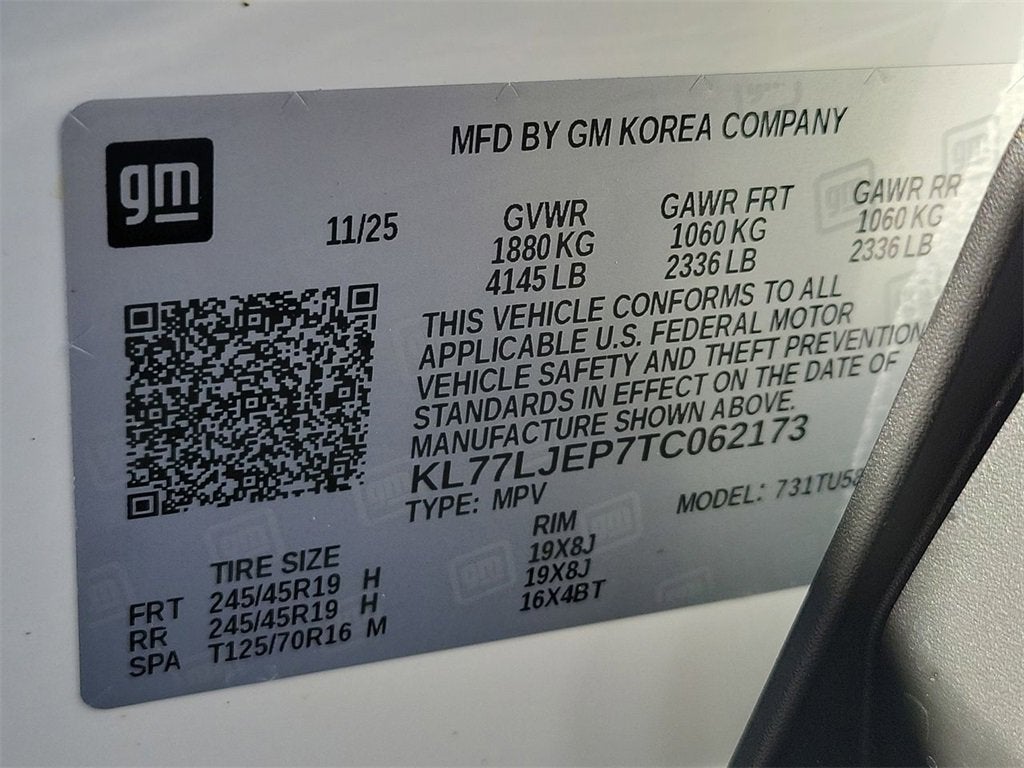 gm
MFD BY GM KOREA COMPANY
11/25
GVWR GAWR FRT GAWR RR
1880 KG 1060 KG 1060 KG
4145 LB 2336 LB 2336 LB
THIS VEHICLE CONFORMS TO ALL
APPLICABLE U.S. FEDERAL MOTOR
VEHICLE SAFETY AND THEFT PREVENTION
STANDARDS IN EFFECT ON THE DATE OF
MANUFACTURE SHOWN ABOVE.
KL77LJEP7TC062173
TYPE: MPV MODEL:
TIRE SIZE RIM
FRT 245/45R19 H 19X8J
RR 245/45R19 H 19X8J
SPA T125/70R16 M 16X4BT